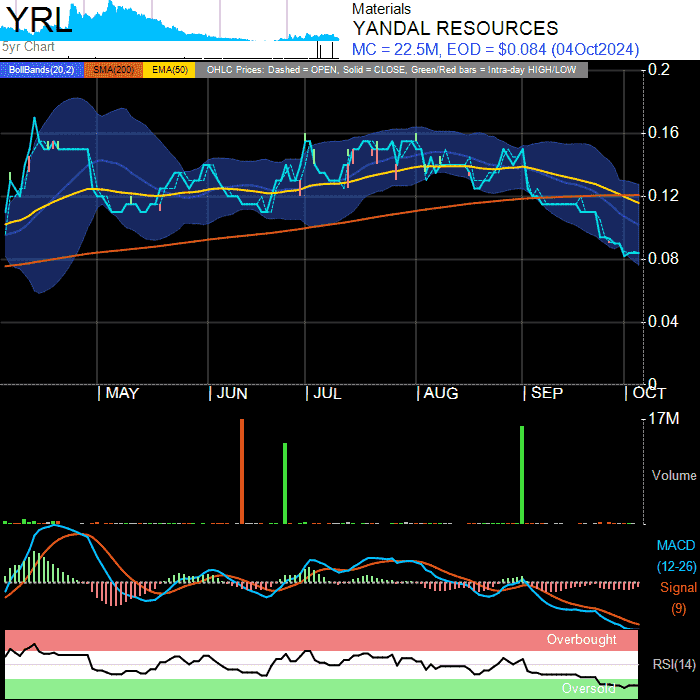 YRL
5yr Chart
Materials
YANDAL RESOURCES
MC = 22.5M, EOD = $0.084 (04Oct2024)
BollBands(20,2) SMA(200) EMA(50) OHLC Prices: Dashed = OPEN, Solid = CLOSE, Green/Red bars = Intra-day HIGH/LOW
0.2
0.16
0.12
0.08
0.04
0
| MAY | JUN | JUL | AUG | SEP | OCT
17M
Volume
MACD
(12-26)
Signal
(9)
Overbought
RSI(14)
Oversold